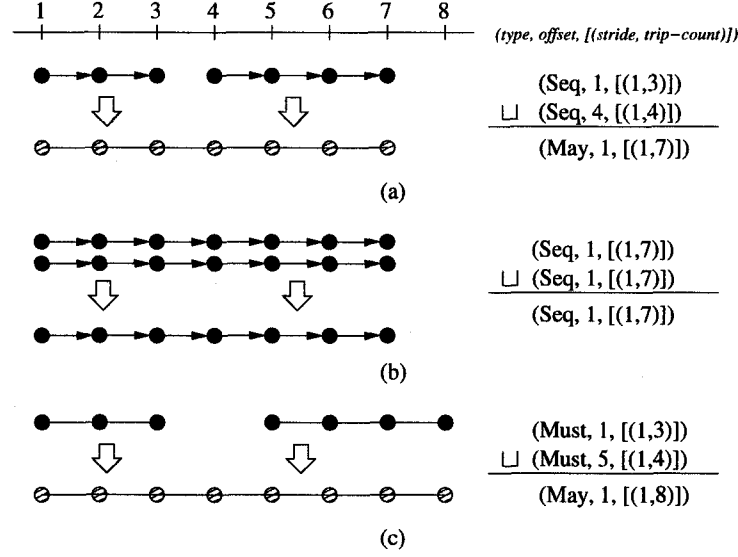 1 2 3 4 5 6 7 8
(type, offset, [(stride, trip−count)])
(Seq, 1, [(1,3)])
⊔ (Seq, 4, [(1,4)])
(May, 1, [(1,7)])
(a)
(Seq, 1, [(1,7)])
⊔ (Seq, 1, [(1,7)])
(Seq, 1, [(1,7)])
(b)
(Must, 1, [(1,3)])
⊔ (Must, 5, [(1,4)])
(May, 1, [(1,8)])
(c)